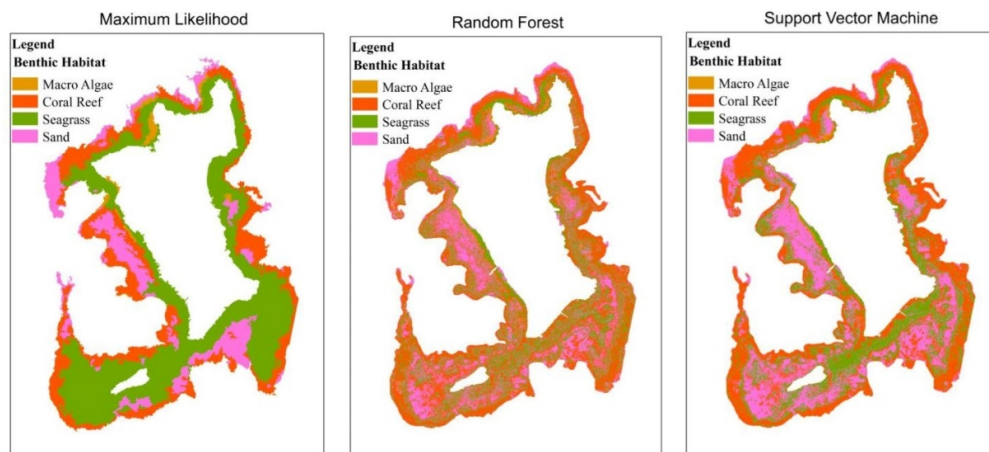 Maximum Likelihood
Legend
Benthic Habitat
Macro Algae
Coral Reef
Seagrass
Sand
Random Forest
Legend
Benthic Habitat
Macro Algae
Coral Reef
Seagrass
Sand
Support Vector Machine
Legend
Benthic Habitat
Macro Algae
Coral Reef
Seagrass
Sand